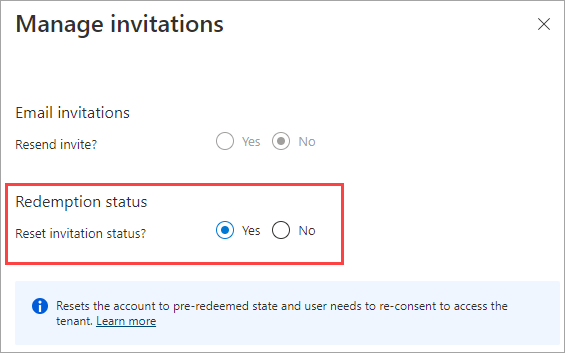 Manage invitations
Email invitations
Resend invite? Yes No
Redemption status
Reset invitation status? Yes No
Resets the account to pre-redeemed state and user needs to re-consent to access the
tenant. Learn more